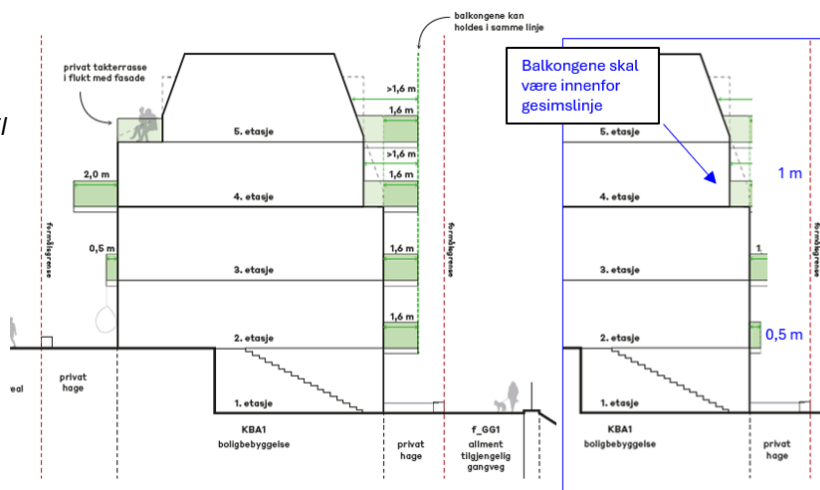 balkongene kan
holdes i samme linje
privat takterrasse
i flukt med fasade
>1,6 m
1,6 m
5. etasje
>1,6 m
2,0 m
1,6 m
4. etasje
formålsgrense
0,5 m
1,6 m
3. etasje
1,6 m
2. etasje
eal
privat
hage
1. etasje
KBA1
boligbebyggelse
privat
hage
f_GG1
allment
tilgjengelig
gangveg
formålsgrense
Balkongene skal
være innenfor
gesimslinje
5. etasje
1 m
4. etasje
1
3. etasje
0,5 m
2. etasje
1. etasje
KBA1
boligbebyggelse
privat
hage
formålsgrense